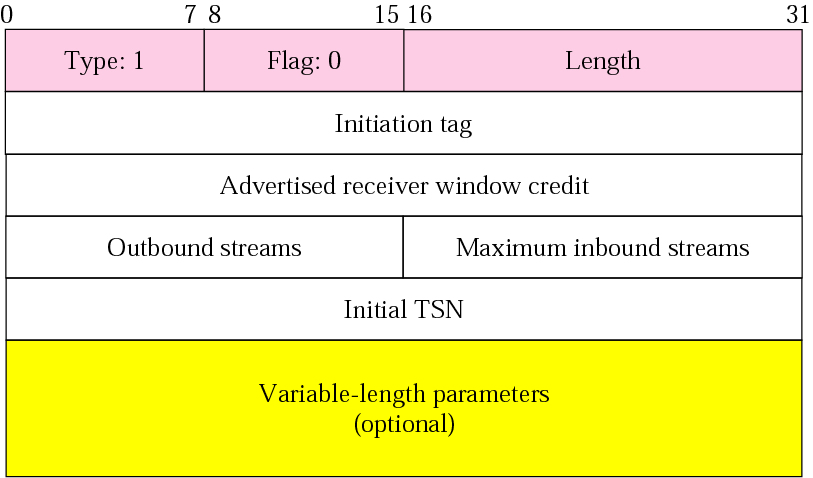 0 7 8 15 16 31
Type: 1 Flag: 0 Length
Initiation tag
Advertised receiver window credit
Outbound streams Maximum inbound streams
Initial TSN
Variable-length parameters
(optional)